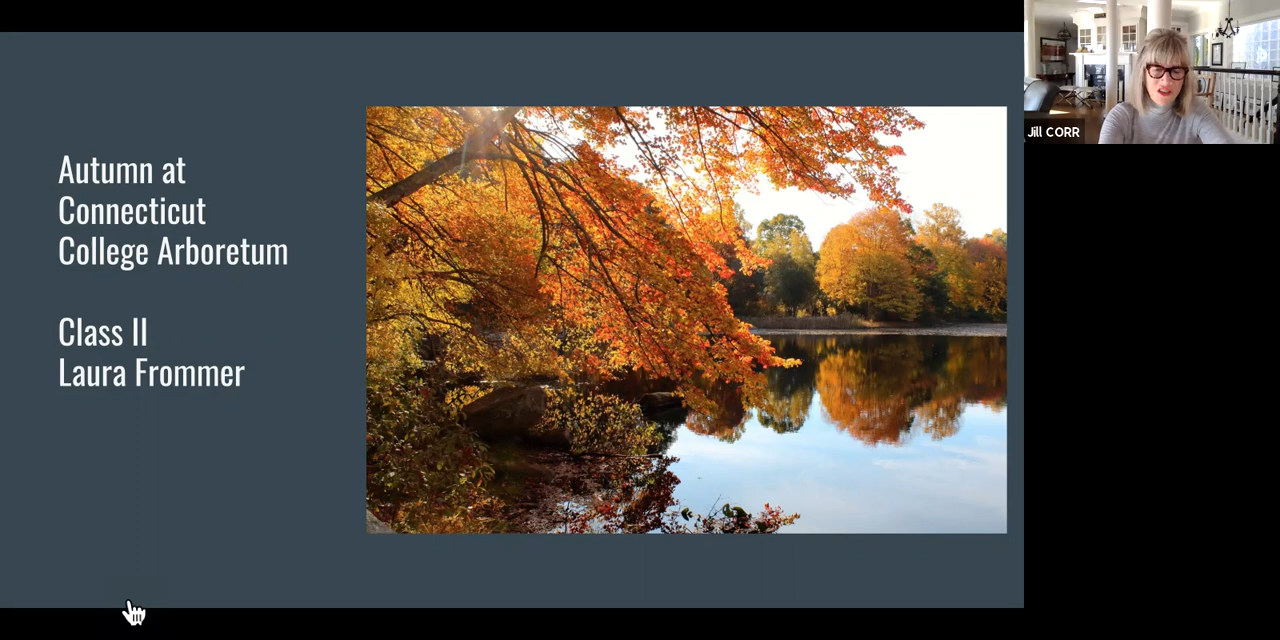 Autumn at
Connecticut
College Arboretum
Class II
Laura Frommer
Jill CORR